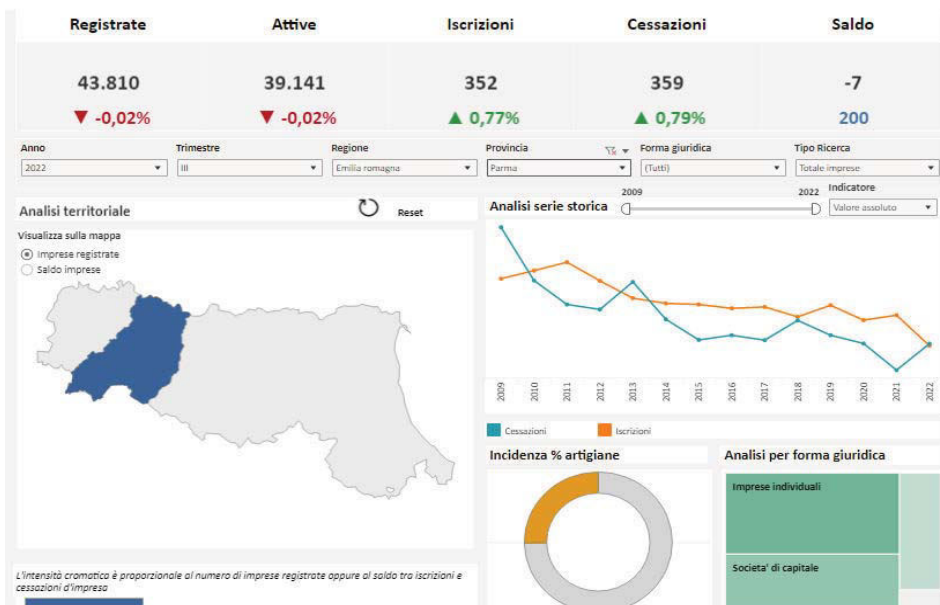 Registrate Attive Iscrizioni Cessazioni Saldo
43.810 39.141 352 359 -7
▼ -0,02% ▼ -0,02% ▲ 0,77% ▲ 0,79% 200
Anno Trimestre Regione Provincia Forma giuridica Tipo Ricerca
2022 III Emilia romagna Parma (Tutti) Totale imprese
2009 2022 Indicatore
Analisi territoriale Reset Analisi serie storica Valore assoluto
Visualizza sulla mappa
Imprese registrate
Saldo imprese
2009 2010 2011 2012 2013 2014 2015 2016 2017 2018 2019 2020 2021 2022
Cessazioni Iscrizioni
Incidenza % artigiane Analisi per forma giuridica
Imprese individuali
Societa' di capitale
L'intensità cromatica è proporzionale al numero di imprese registrate oppure al saldo tra iscrizioni e
cessazioni d'impresa